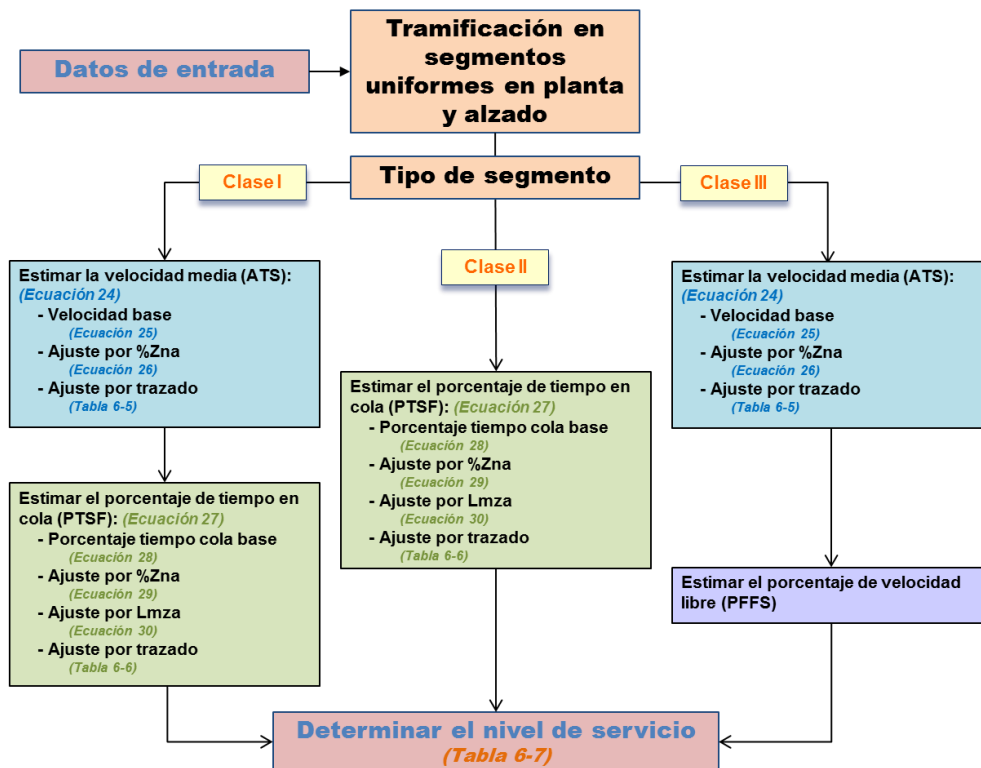 Datos de entrada
Tramificación en
segmentos
uniformes en planta
y alzado
Tipo de segmento
Clase I
Clase II
Clase III
Estimar la velocidad media (ATS):
(Ecuación 24)
- Velocidad base
(Ecuación 25)
- Ajuste por %Zna
(Ecuación 26)
- Ajuste por trazado
(Tabla 6-5)
Estimar el porcentaje de tiempo en
cola (PTSF): (Ecuación 27)
- Porcentaje tiempo cola base
(Ecuación 28)
- Ajuste por %Zna
(Ecuación 29)
- Ajuste por Lmza
(Ecuación 30)
- Ajuste por trazado
(Tabla 6-6)
Estimar el porcentaje de tiempo en
cola (PTSF): (Ecuación 27)
- Porcentaje tiempo cola base
(Ecuación 28)
- Ajuste por %Zna
(Ecuación 29)
- Ajuste por Lmza
(Ecuación 30)
- Ajuste por trazado
(Tabla 6-6)
Estimar la velocidad media (ATS):
(Ecuación 24)
- Velocidad base
(Ecuación 25)
- Ajuste por %Zna
(Ecuación 26)
- Ajuste por trazado
(Tabla 6-5)
Estimar el porcentaje de velocidad
libre (PFFS)
Determinar el nivel de servicio
(Tabla 6-7)